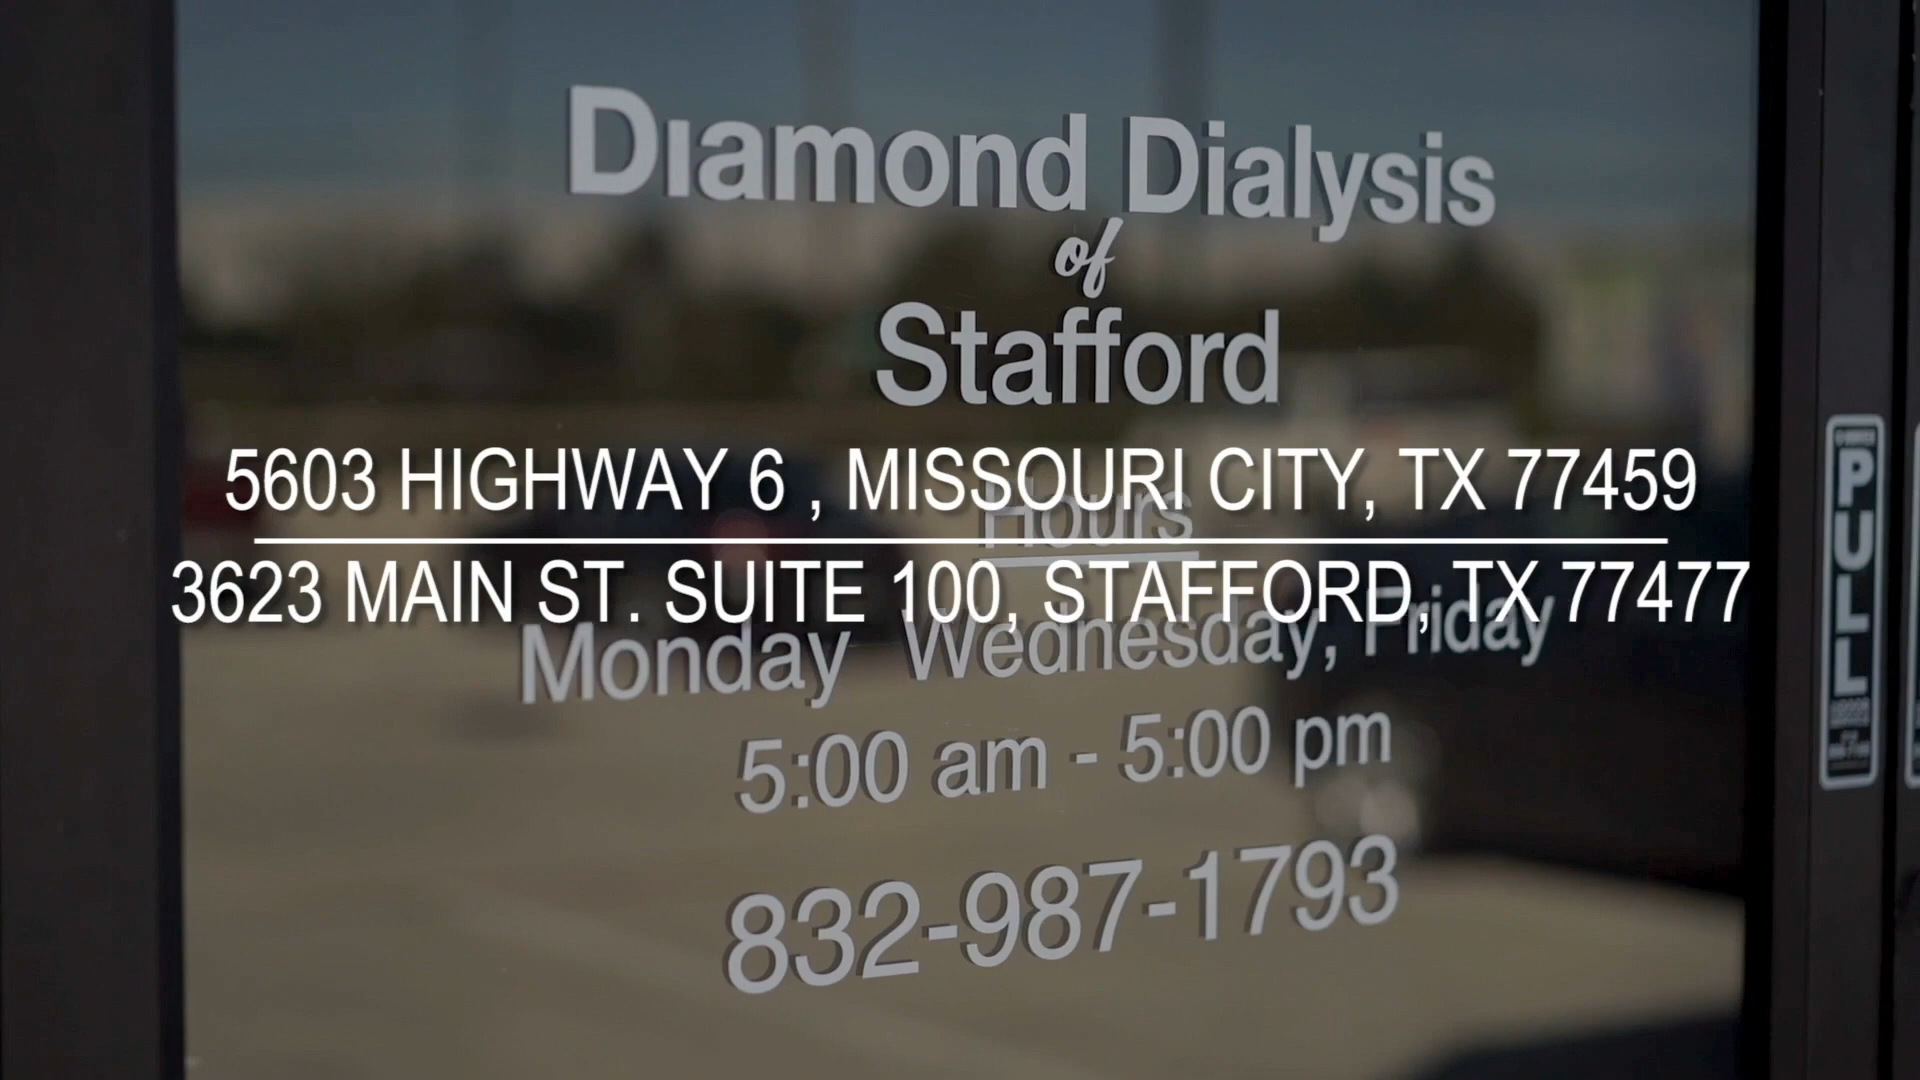 Diamond Dialysis
of
Stafford
5603 HIGHWAY 6 , MISSOURI CITY, TX 77459
Hours
3623 MAIN ST. SUITE 100, STAFFORD, TX 77477
Monday Wednesday, Friday
5:00 am - 5:00 pm
832-987-1793
PULL